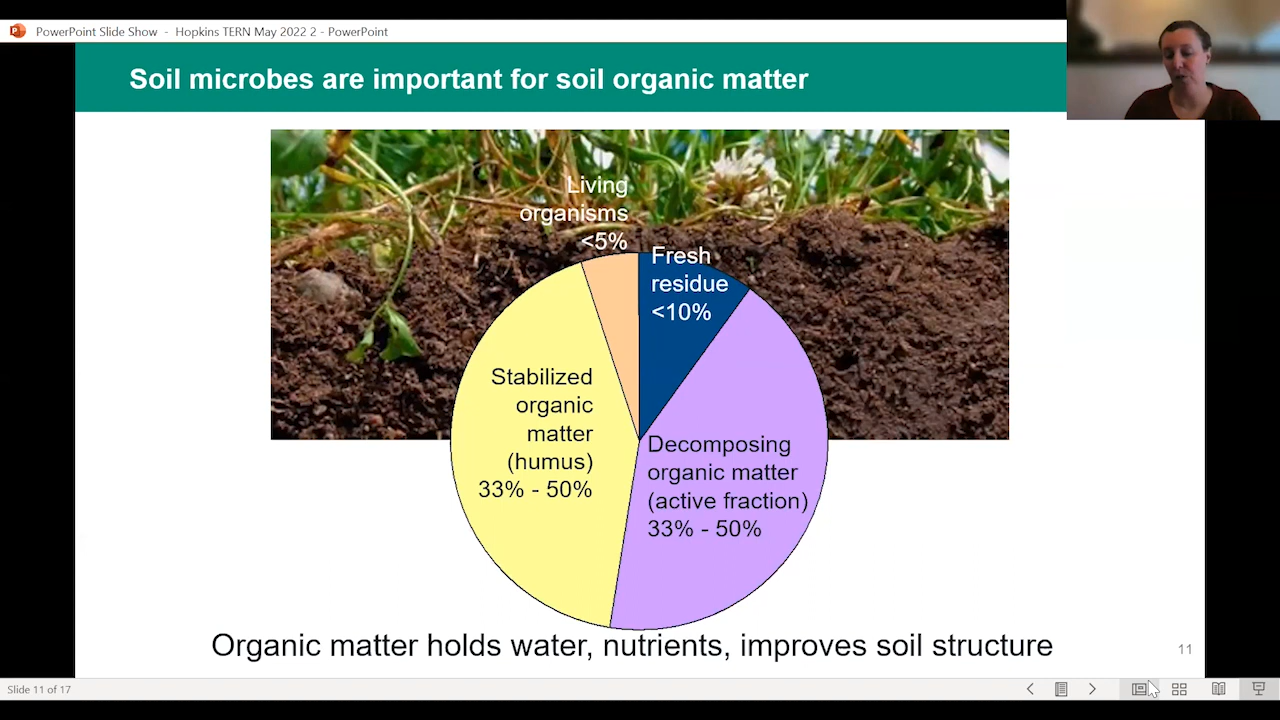 PowerPoint Slide Show - Hopkins TERN May 2022 2 - PowerPoint
Soil microbes are important for soil organic matter
Living
organisms
<5%
Fresh
residue
<10%
Stabilized
organic
matter
(humus)
33% - 50%
Decomposing
organic matter
(active fraction)
33% - 50%
Organic matter holds water, nutrients, improves soil structure
11
Slide 11 of 17